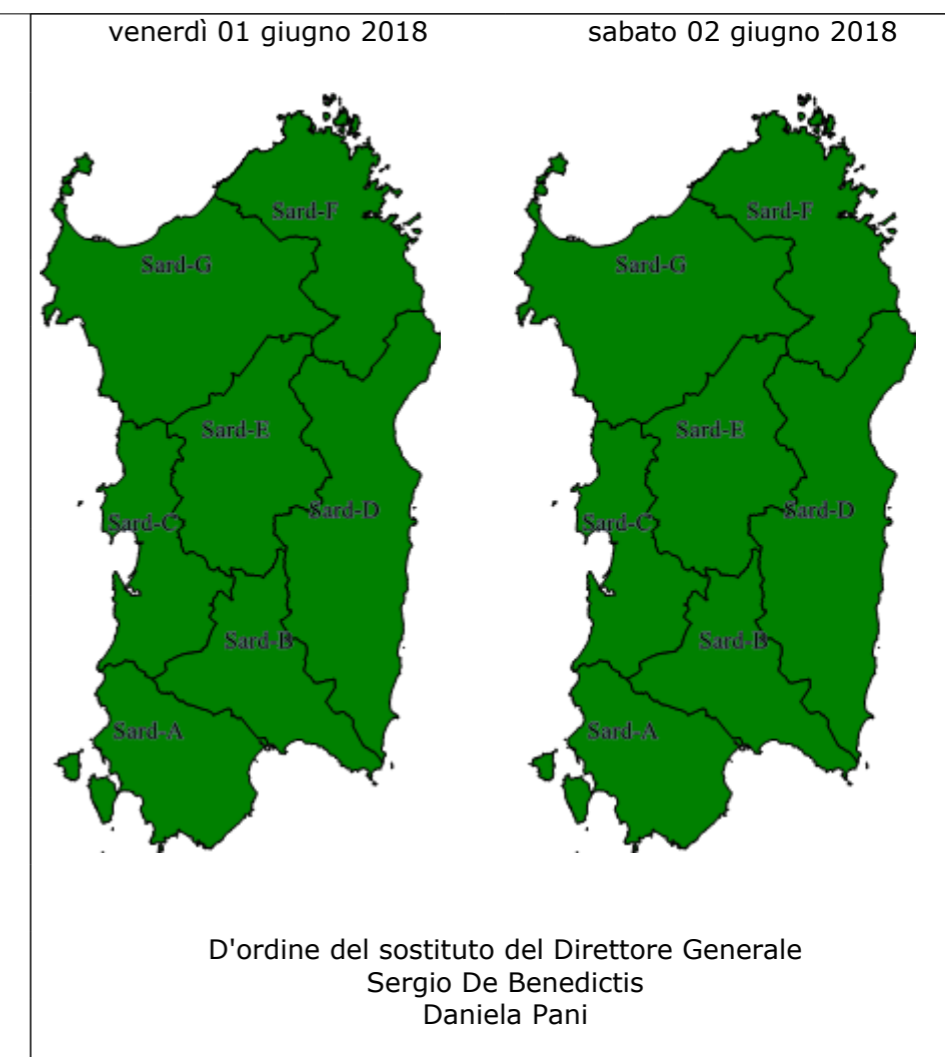 venerdì 01 giugno 2018
sabato 02 giugno 2018
Sard-F
Sard-G
Sard-E
Sard-D
Sard-C
Sard-B
Sard-A
Sard-F
Sard-G
Sard-E
Sard-D
Sard-C
Sard-B
Sard-A
D'ordine del sostituto del Direttore Generale
Sergio De Benedictis
Daniela Pani